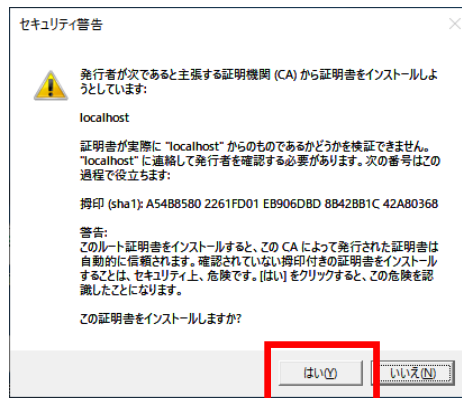 セキュリティ警告
発行者が次であると主張する証明機関 (CA) から証明書をインストールしよ
うとしています:
localhost
証明書が実際に "localhost" からのものであるかどうかを検証できません。
"localhost" に連絡して発行者を確認する必要があります。次の番号はこの
過程で役立ちます:
拇印 (sha1): A54B8580 2261FD01 EB906DBD 8B42BB1C 42A80368
警告:
このルート証明書をインストールすると、この CA によって発行された証明書は
自動的に信頼されます。確認されていない拇印付きの証明書をインストール
することは、セキュリティ上、危険です。[はい] をクリックすると、この危険を認
識したことになります。
この証明書をインストールしますか?
はい(Y) いいえ(N)